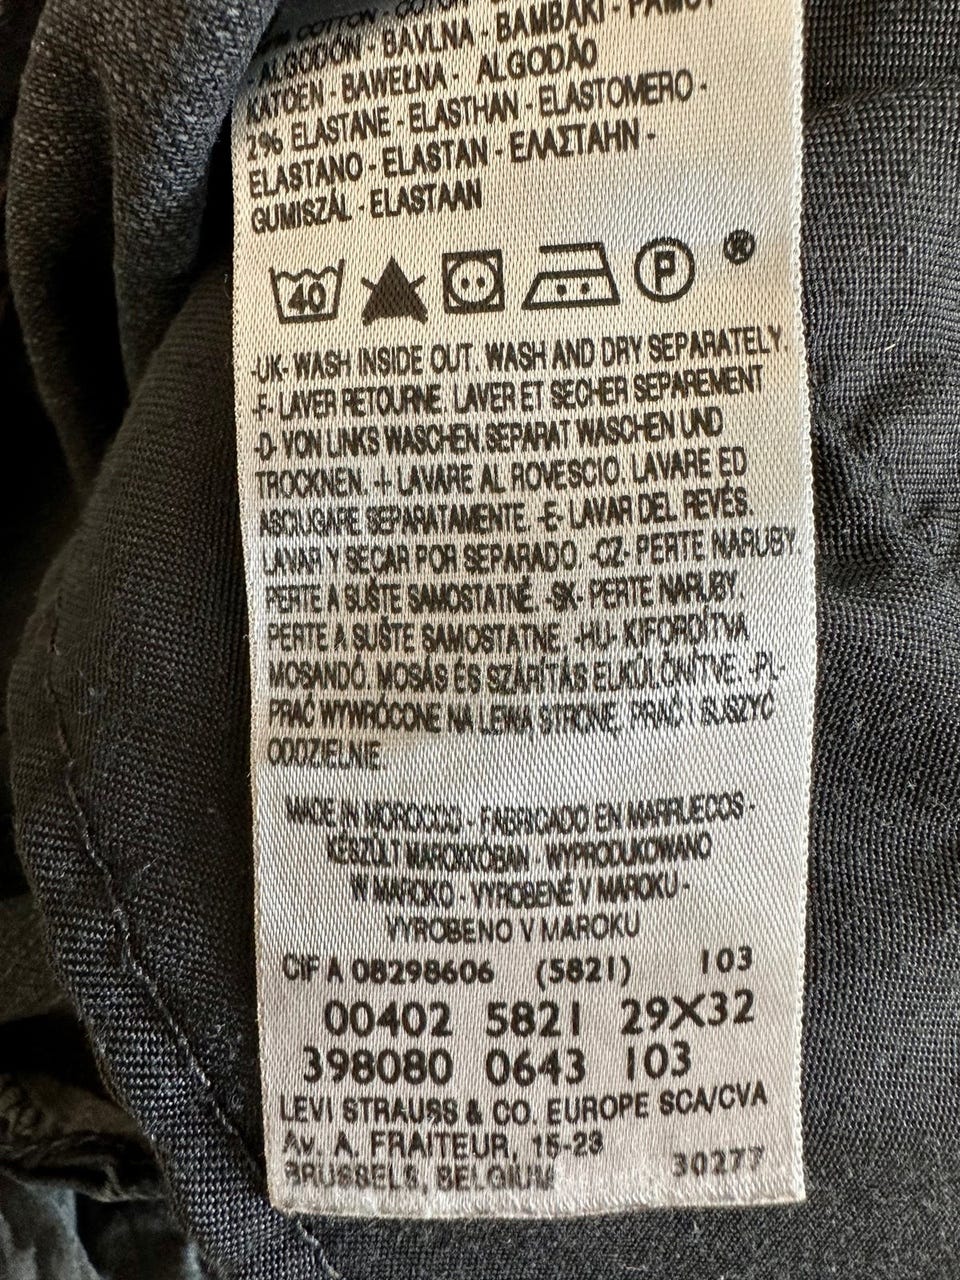 COTTON - COTON -
ALGODÓN - BAVLNA - BAMBAKI - PAMUT
KATOEN - BAWEŁNA - ALGODÃO
2% ELASTANE - ELASTHAN - ELASTOMERO -
ELASTANO - ELASTAN - ΕΛΑΣΤΑΗΝ -
GUMISZÁL - ELASTAAN
40 P ®
-UK- WASH INSIDE OUT. WASH AND DRY SEPARATELY.
-F- LAVER RETOURNE. LAVER ET SECHER SEPAREMENT
-D- VON LINKS WASCHEN.SEPARAT WASCHEN UND
TROCKNEN. -I- LAVARE AL ROVESCIO. LAVARE ED
ASCIUGARE SEPARATAMENTE. -E- LAVAR DEL REVÉS.
LAVAR Y SECAR POR SEPARADO. -CZ- PERTE NARUBY.
PERTE A SUŠTE SAMOSTATNĚ. -SK- PERTE NARUBY.
PERTE A SUŠTE SAMOSTATNE. -HU- KIFORDÍTVA
MOSANDÓ. MOSÁS ÉS SZÁRÍTÁS ELKÜLÖNÍTVE. -PL-
PRAĆ WYWRÓCONE NA LEWĄ STRONĘ. PRAĆ I SUSZYĆ
ODDZIELNIE.
MADE IN MOROCCO - FABRICADO EN MARRUECOS -
KÉSZÜLT MAROKKÓBAN - WYPRODUKOWANO
W MAROKO - VYROBENÉ V MAROKU -
VYROBENO V MAROKU
CIF A 08298606 (5821) 103
00402 5821 29X32
398080 0643 103
LEVI STRAUSS & CO. EUROPE SCA/CVA
Av. A. FRAITEUR, 15-23
BRUSSELS, BELGIUM 30277